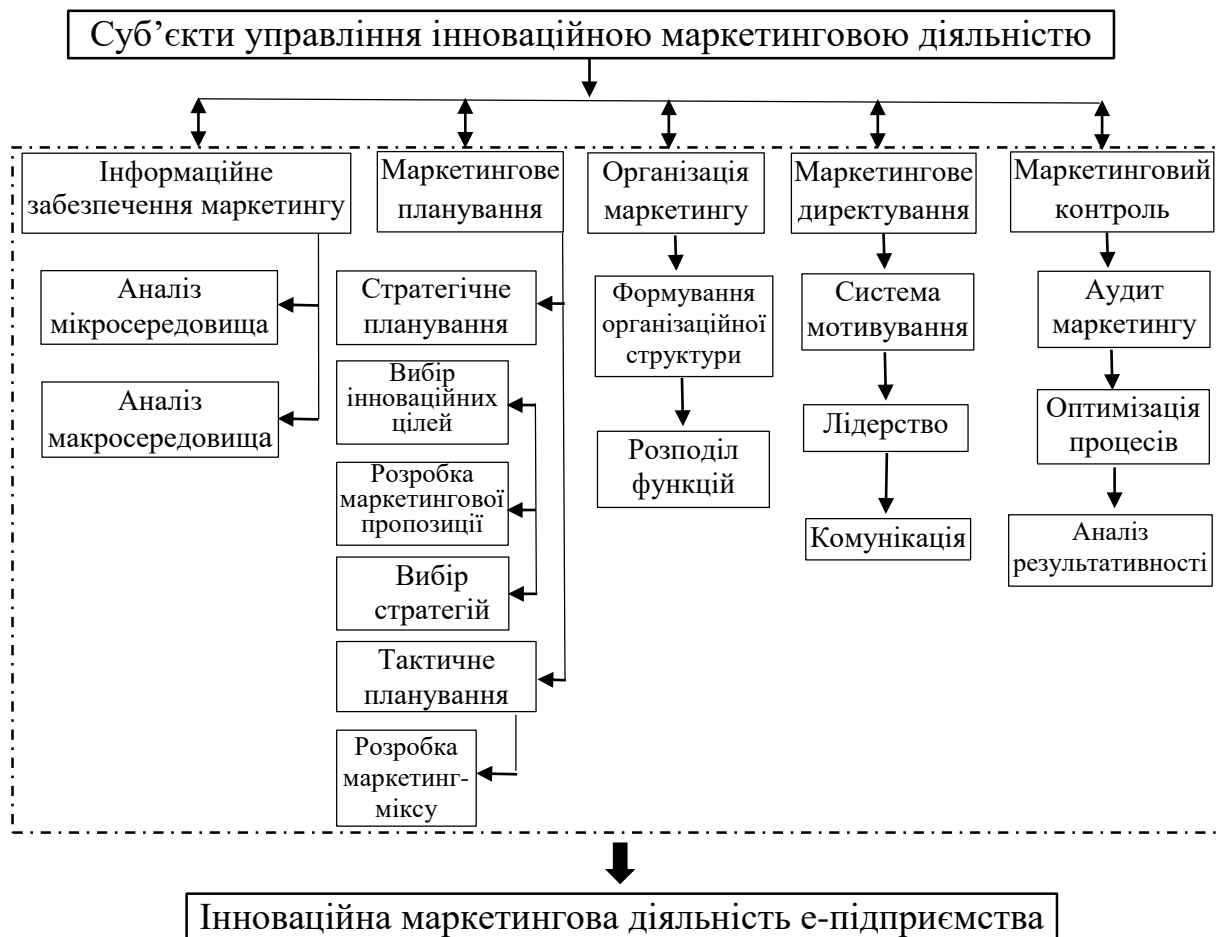 Суб’єкти управління інноваційною маркетинговою діяльністю
Інформаційне
забезпечення маркетингу
Аналіз
мікросередовища
Аналіз
макросередовища
Маркетингове
планування
Стратегічне
планування
Вибір
інноваційних
цілей
Розробка
маркетингової
пропозиції
Вибір
стратегій
Тактичне
планування
Розробка
маркетинг-
міксу
Організація
маркетингу
Формування
організаційної
структури
Розподіл
функцій
Маркетингове
директування
Система
мотивування
Лідерство
Комунікація
Маркетинговий
контроль
Аудит
маркетингу
Оптимізація
процесів
Аналіз
результативності
Інноваційна маркетингова діяльність е-підприємства